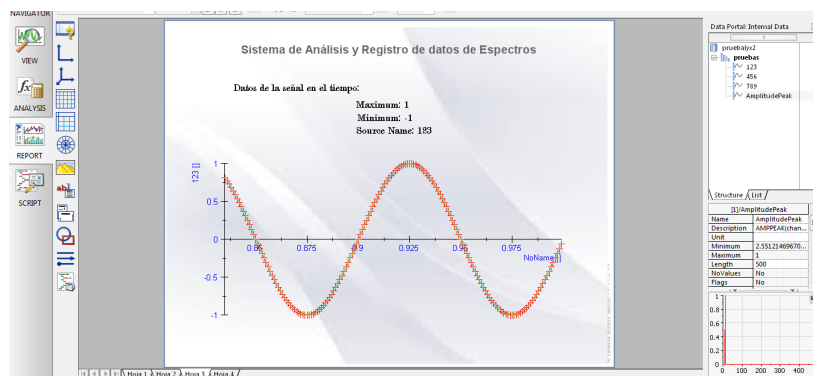 NAVIGATOR
VIEW
ANALYSIS
REPORT
SCRIPT
Sistema de Análisis y Registro de datos de Espectros
Datos de la señal en el tiempo:
Maximum: 1
Minimum: -1
Source Name: 123
123 []
1
0.5
0
-0.5
-1
0.85
0.875
0.9
0.925
0.95
0.975
NoName []
Hoja 1
Hoja 2
Hoja 3
Hoja 4
Data Portal: Internal Data
pruebalyx2
pruebas
123
456
789
AmplitudePeak
Structure
List
[1]/AmplitudePeak
Name AmplitudePeak
Description AMPPEAK(chan...
Unit
Minimum 2.55121469670...
Maximum 1
Length 500
NoValues No
Flags No
1
0.8
0.6
0.4
0.2
0
0 100 200 300 400